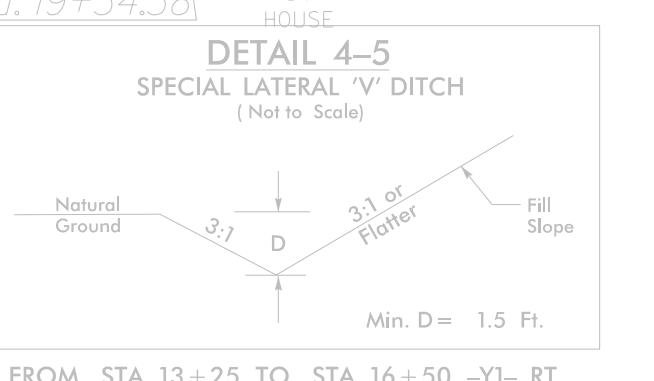 HOUSE
DETAIL 4–5
SPECIAL LATERAL 'V' DITCH
( Not to Scale)
Natural
Ground
3:1
D
3:1 or
Flatter
Fill
Slope
Min. D = 1.5 Ft.
FROM STA 13+25 TO STA 16+50 –Y1– RT